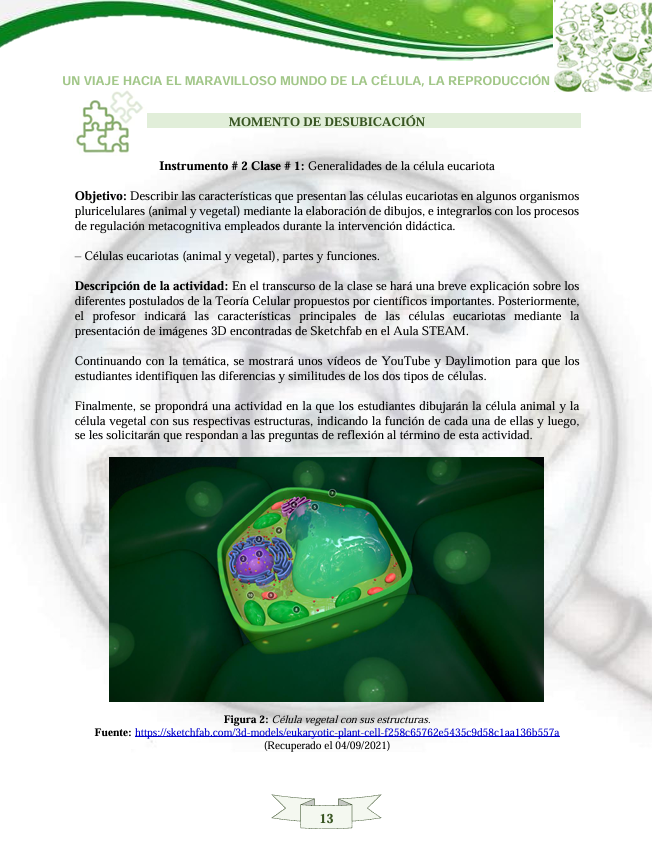 UN VIAJE HACIA EL MARAVILLOSO MUNDO DE LA CÉLULA, LA REPRODUCCIÓN
MOMENTO DE DESUBICACIÓN
Instrumento # 2 Clase # 1: Generalidades de la célula eucariota
Objetivo: Describir las características que presentan las células eucariotas en algunos organismos
pluricelulares (animal y vegetal) mediante la elaboración de dibujos, e integrarlos con los procesos
de regulación metacognitiva empleados durante la intervención didáctica.
– Células eucariotas (animal y vegetal), partes y funciones.
Descripción de la actividad: En el transcurso de la clase se hará una breve explicación sobre los
diferentes postulados de la Teoría Celular propuestos por científicos importantes. Posteriormente,
el profesor indicará las características principales de las células eucariotas mediante la
presentación de imágenes 3D encontradas de Sketchfab en el Aula STEAM.
Continuando con la temática, se mostrará unos vídeos de YouTube y Daylimotion para que los
estudiantes identifiquen las diferencias y similitudes de los dos tipos de células.
Finalmente, se propondrá una actividad en la que los estudiantes dibujarán la célula animal y la
célula vegetal con sus respectivas estructuras, indicando la función de cada una de ellas y luego,
se les solicitarán que respondan a las preguntas de reflexión al término de esta actividad.
Figura 2: Célula vegetal con sus estructuras.
Fuente: https://sketchfab.com/3d-models/eukaryotic-plant-cell-f258c65762e5435c9d58c1aa136b557a
(Recuperado el 04/09/2021)
13